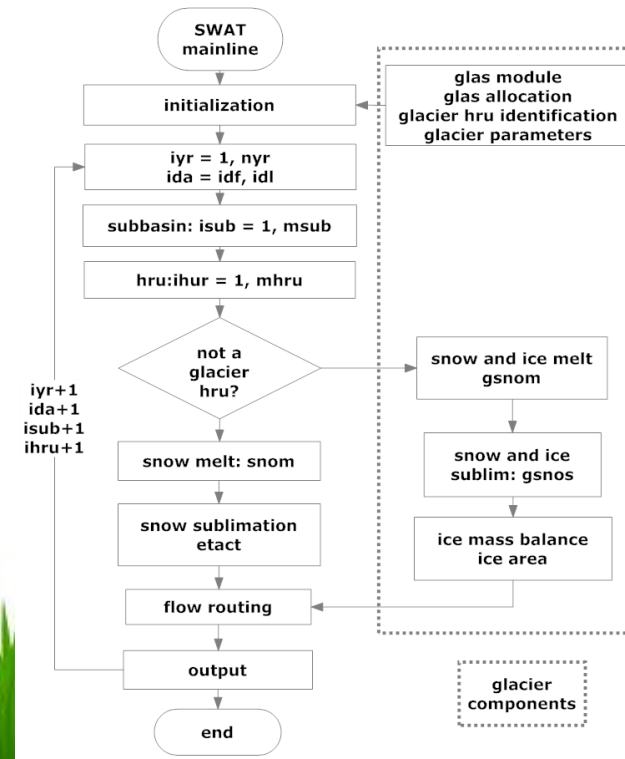 SWAT
mainline
initialization
glas module
glas allocation
glacier hru identification
glacier parameters
iyr = 1, nyr
ida = idf, idl
subbasin: isub = 1, msub
hru:ihur = 1, mhru
not a
glacier
hru?
snow and ice melt
gsnom
iyr+1
ida+1
isub+1
ihru+1
snow melt: snom
snow and ice
sublim: gsnos
snow sublimation
etact
ice mass balance
ice area
flow routing
output
glacier
components
end